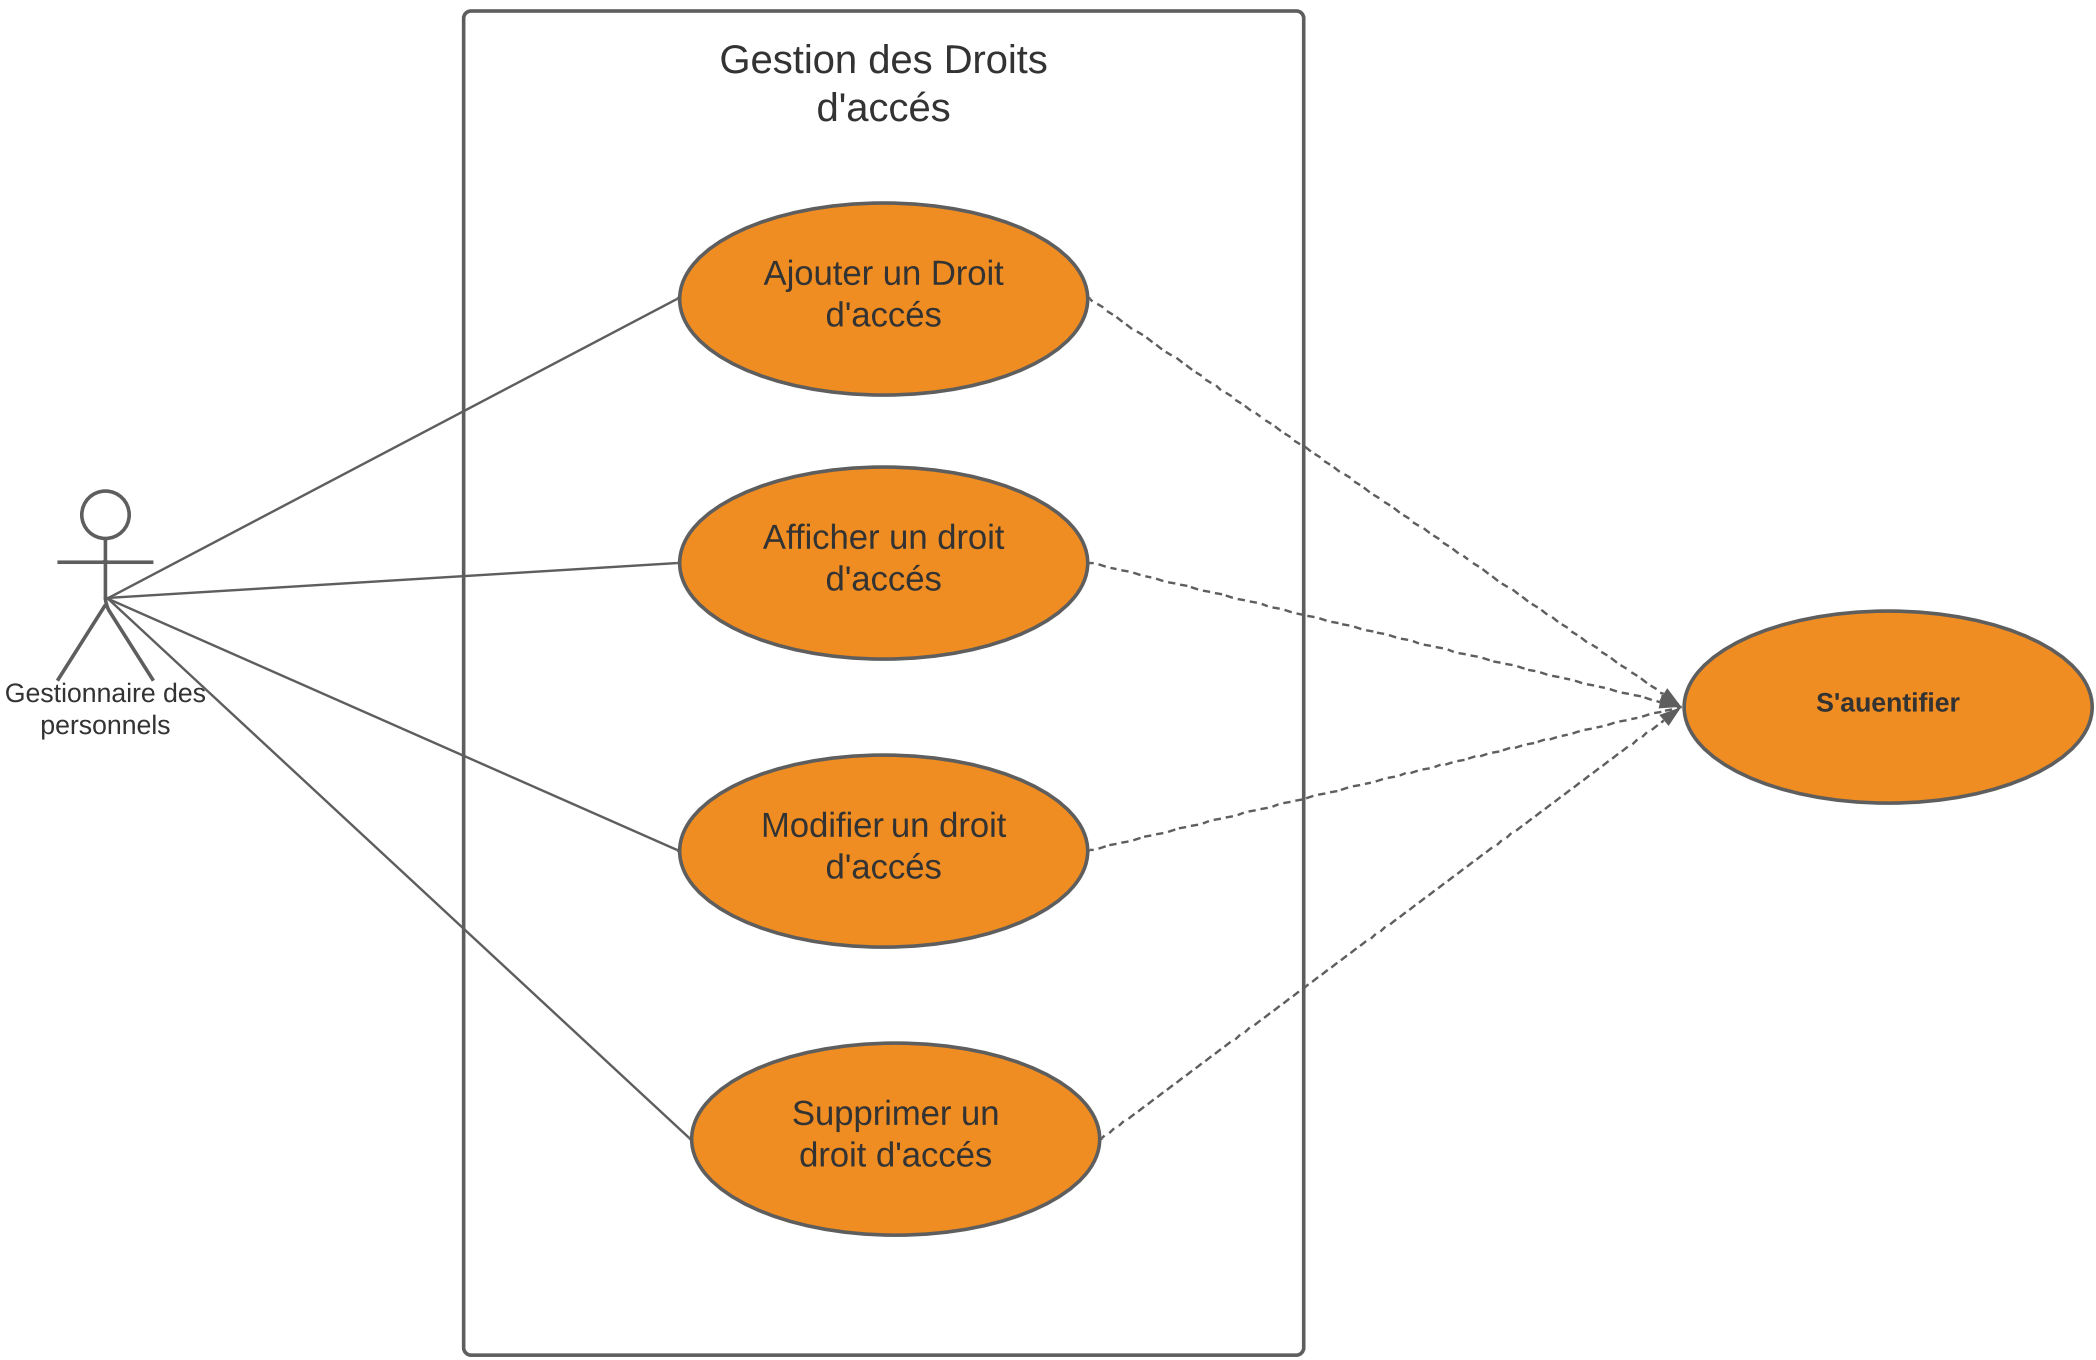 Gestion des Droits
d'accés
Ajouter un Droit
d'accés
Afficher un droit
d'accés
Gestionnaire des
personnels
S'auentifier
Modifier un droit
d'accés
Supprimer un
droit d'accés